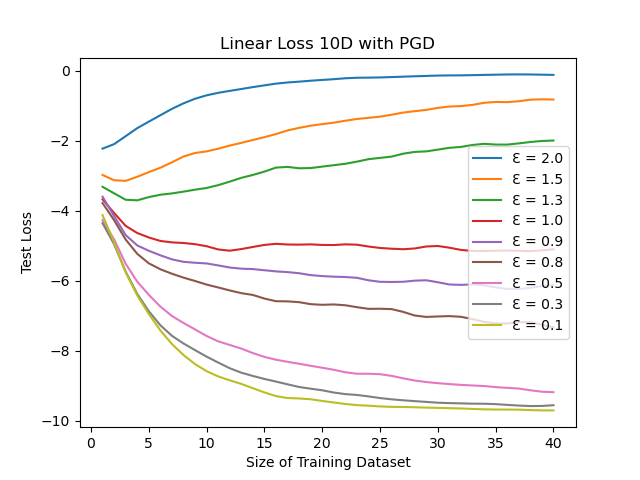 Linear Loss 10D with PGD
Test Loss
0
−2
−4
−6
−8
−10
ℇ = 2.0
ℇ = 1.5
ℇ = 1.3
ℇ = 1.0
ℇ = 0.9
ℇ = 0.8
ℇ = 0.5
ℇ = 0.3
ℇ = 0.1
0 5 10 15 20 25 30 35 40
Size of Training Dataset